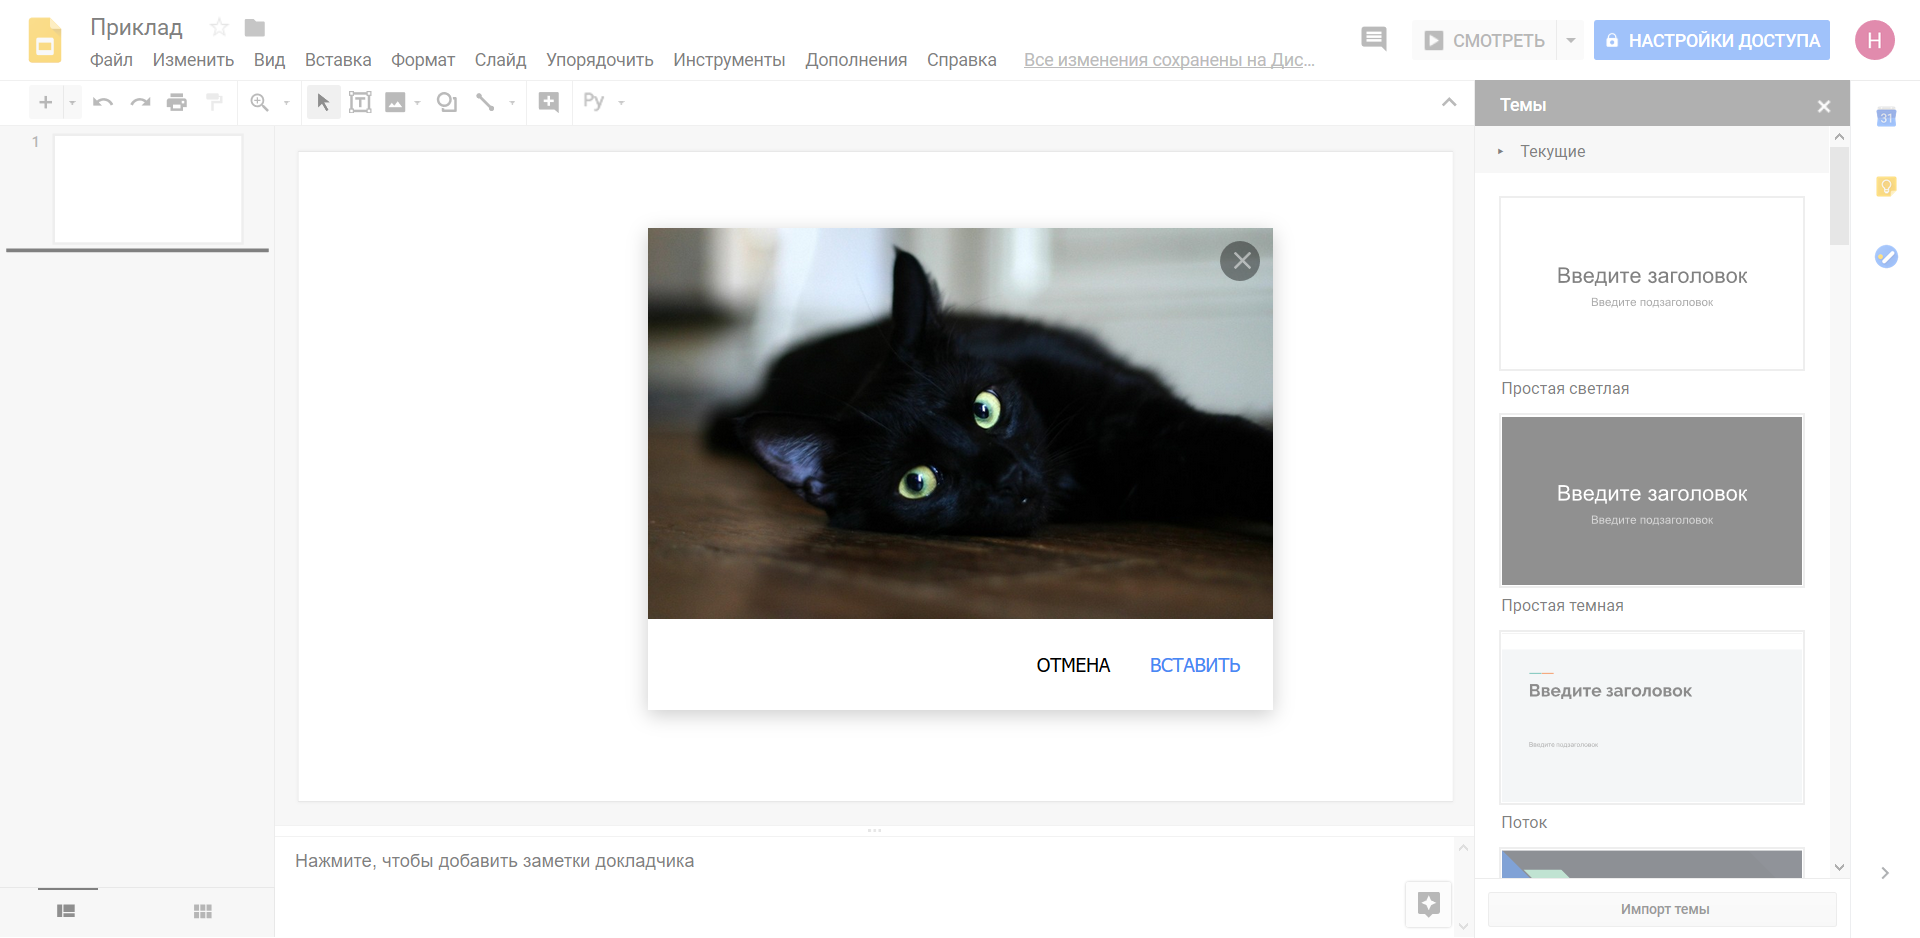 Приклад
Файл Изменить Вид Вставка Формат Слайд Упорядочить Инструменты Дополнения Справка Все изменения сохранены на Дис...
СМОТРЕТЬ
НАСТРОЙКИ ДОСТУПА
Н
Ру
1
Темы
Текущие
31
Введите заголовок
Введите подзаголовок
Простая светлая
Введите заголовок
Введите подзаголовок
Простая темная
Введите заголовок
Введите подзаголовок
Поток
ОТМЕНА ВСТАВИТЬ
Нажмите, чтобы добавить заметки докладчика
Импорт темы